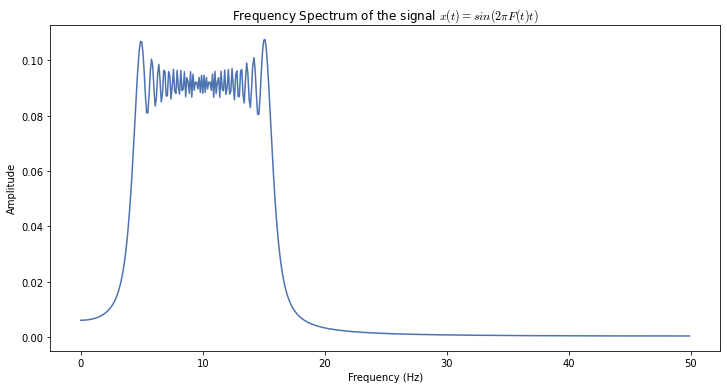 Frequency Spectrum of the signal x(t) = sin(2πF(t)t)
0.10
0.08
0.06
0.04
0.02
0.00
Amplitude
0 10 20 30 40 50
Frequency (Hz)